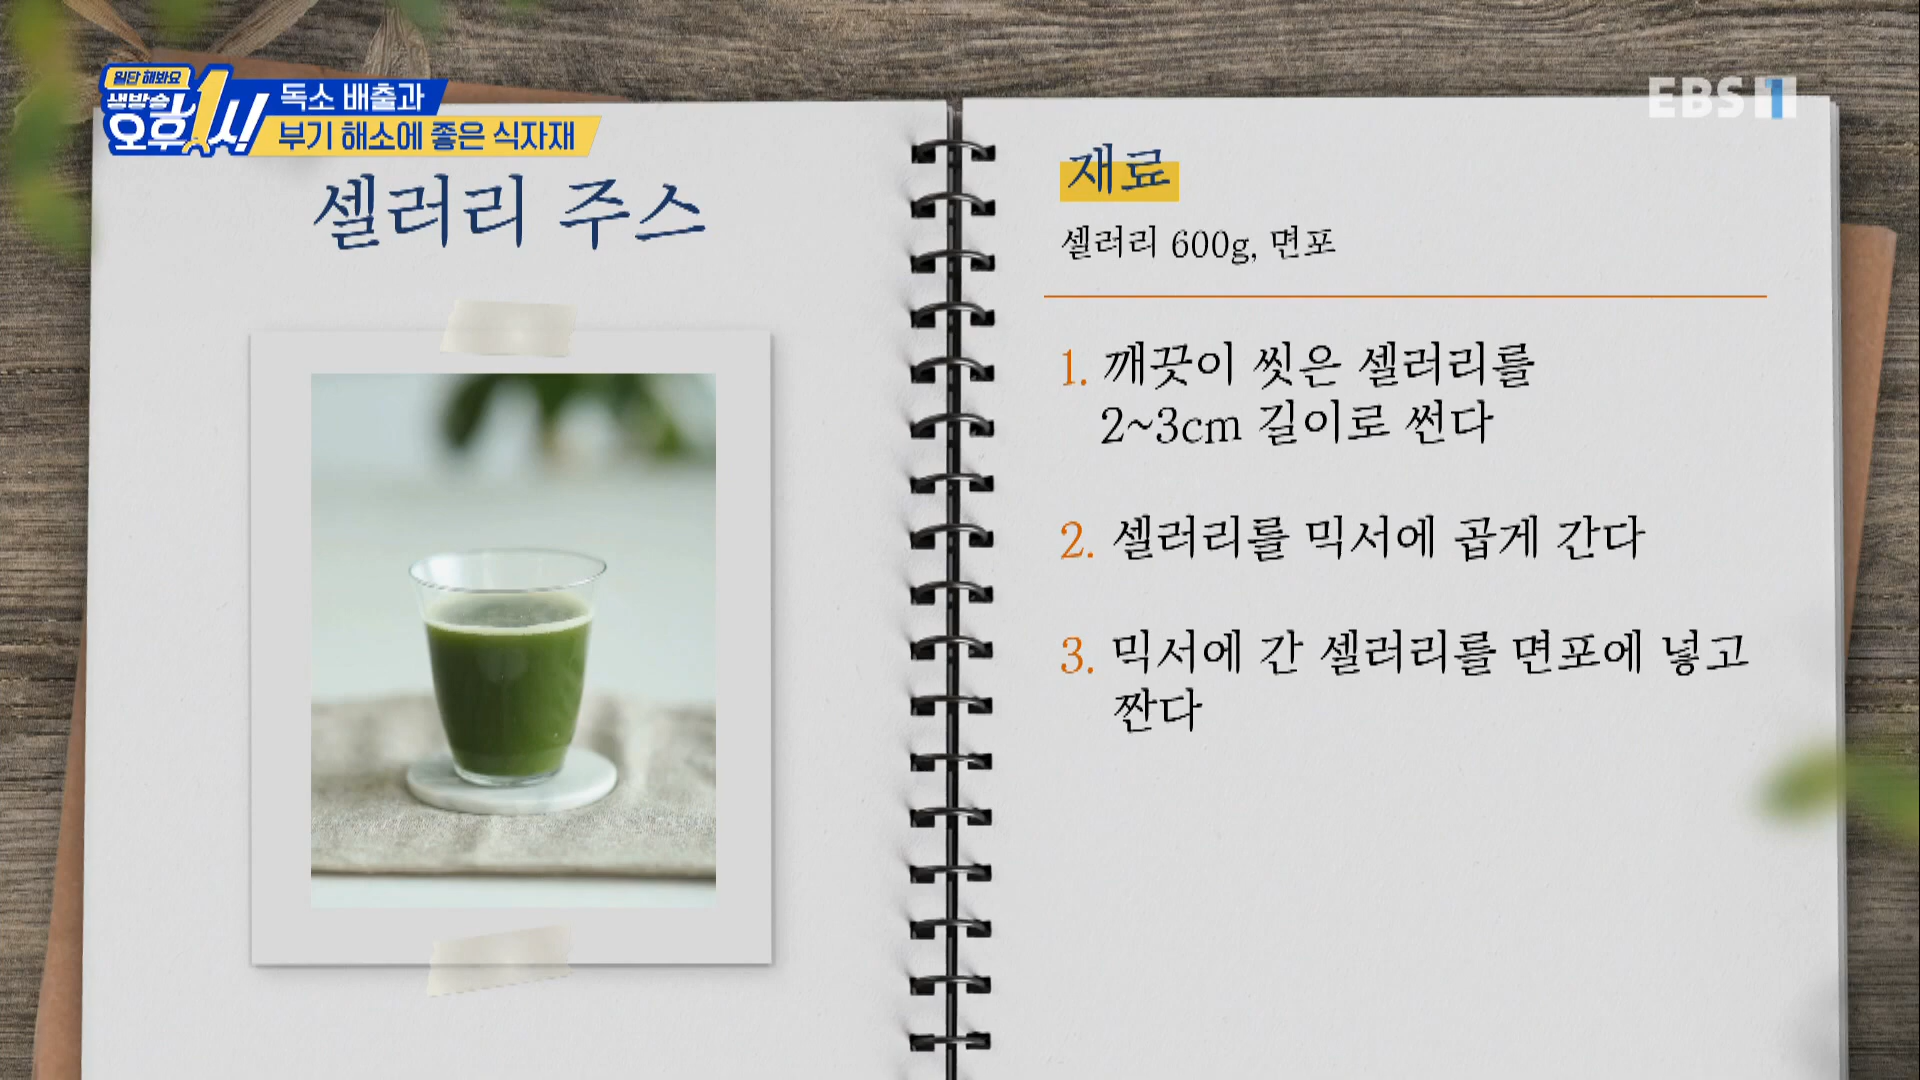 일단 해봐요
생방송
오후1시!
독소 배출과
부기 해소에 좋은 식자재
EBS 1
셀러리 주스
재료
셀러리 600g, 면포
1. 깨끗이 씻은 셀러리를
2~3cm 길이로 썬다
2. 셀러리를 믹서에 곱게 간다
3. 믹서에 간 셀러리를 면포에 넣고
짠다